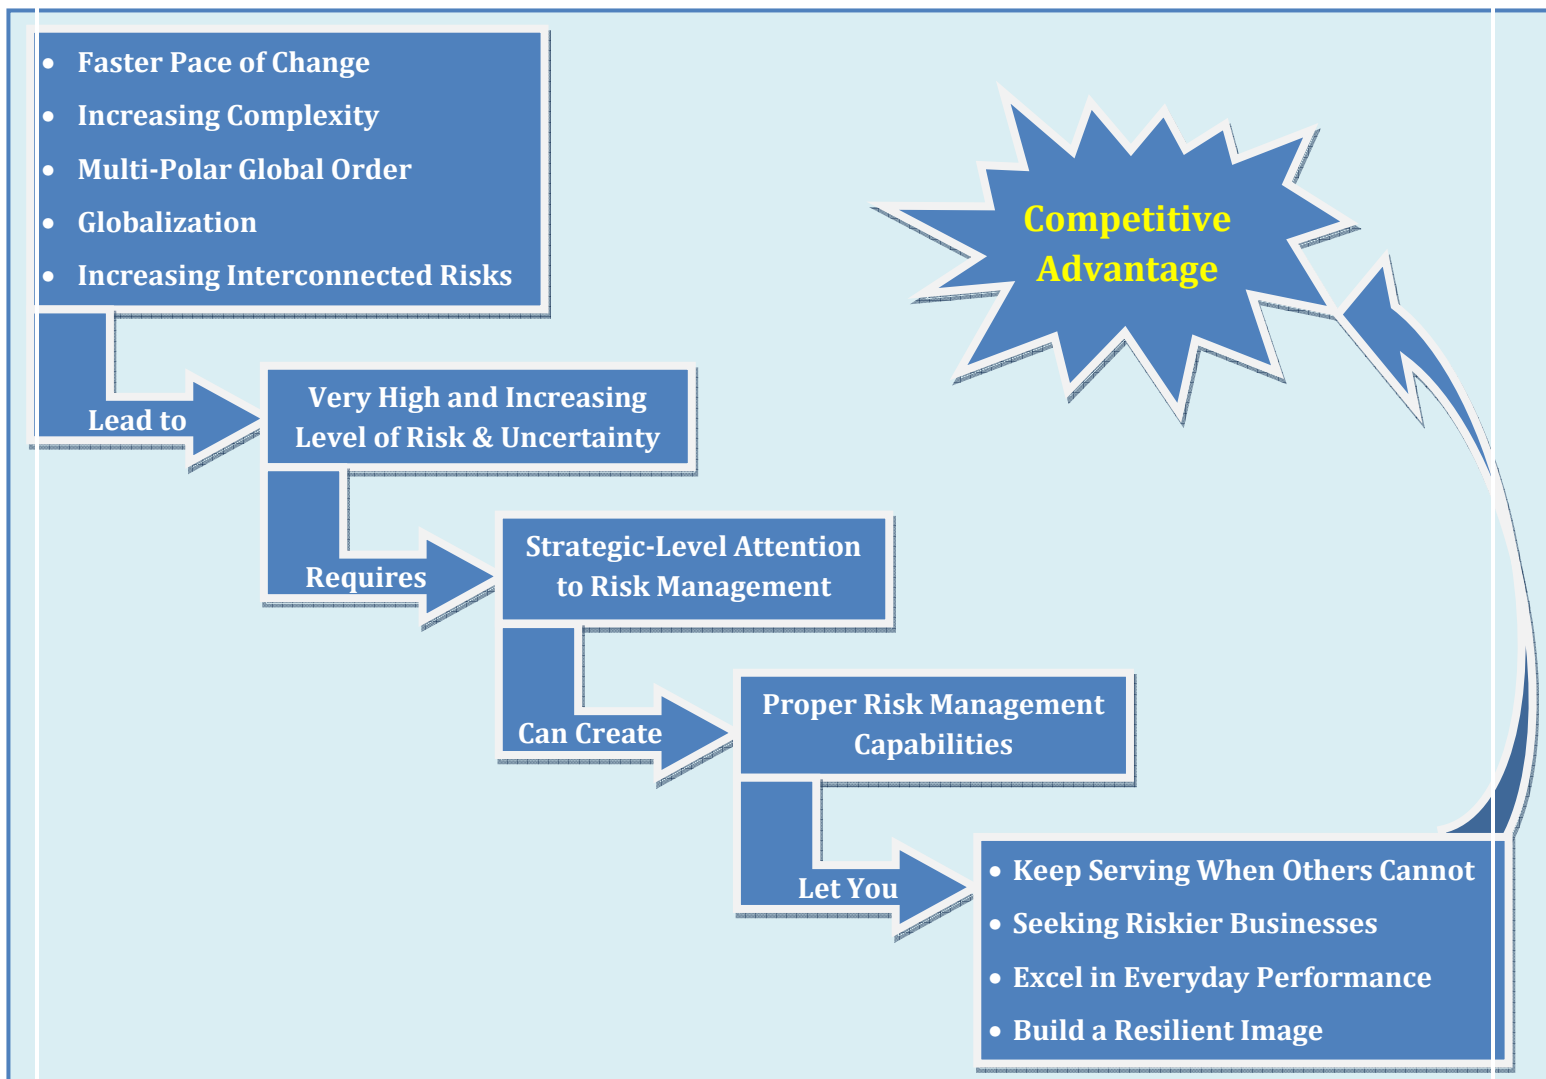 • Faster Pace of Change
• Increasing Complexity
• Multi-Polar Global Order
• Globalization
• Increasing Interconnected Risks
Lead to
Very High and Increasing
Level of Risk & Uncertainty
Requires
Strategic-Level Attention
to Risk Management
Can Create
Proper Risk Management
Capabilities
Let You
• Keep Serving When Others Cannot
• Seeking Riskier Businesses
• Excel in Everyday Performance
• Build a Resilient Image
Competitive
Advantage